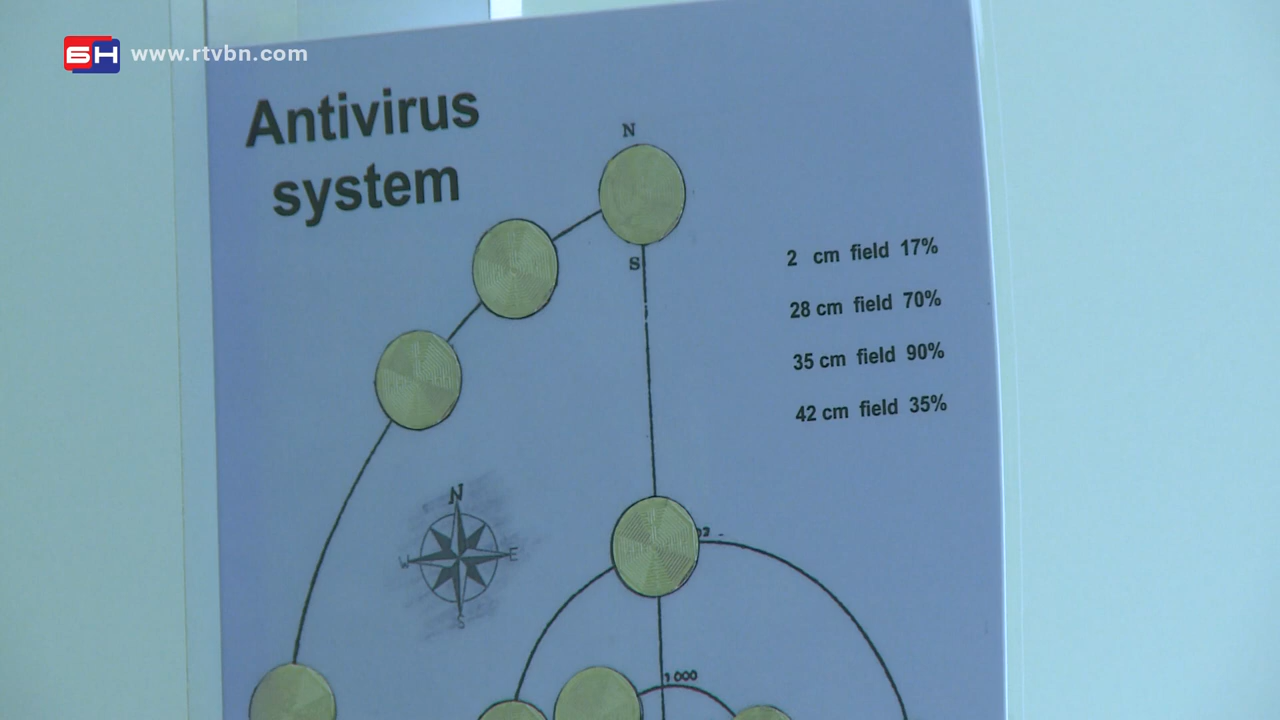 БН www.rtvbn.com
Antivirus
system
N
S
2 cm field 17%
28 cm field 70%
35 cm field 90%
42 cm field 35%
N
W E
S
1000